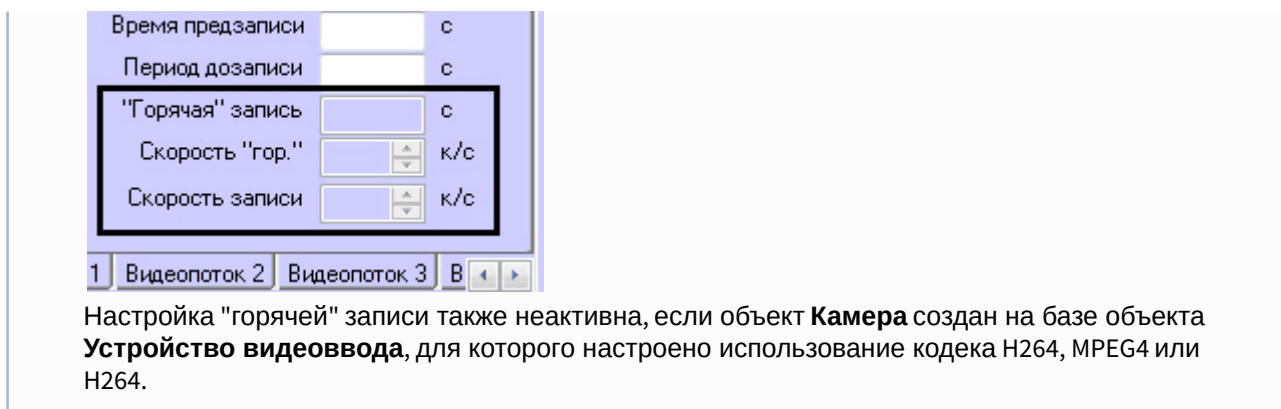 Время предзаписи с
Период дозаписи с
"Горячая" запись с
Скорость "гор." к/с
Скорость записи к/с
1 Видеопоток 2 Видеопоток 3 В
Настройка "горячей" записи также неактивна, если объект Камера создан на базе объекта
Устройство видеоввода, для которого настроено использование кодека H264, MPEG4 или
H264.